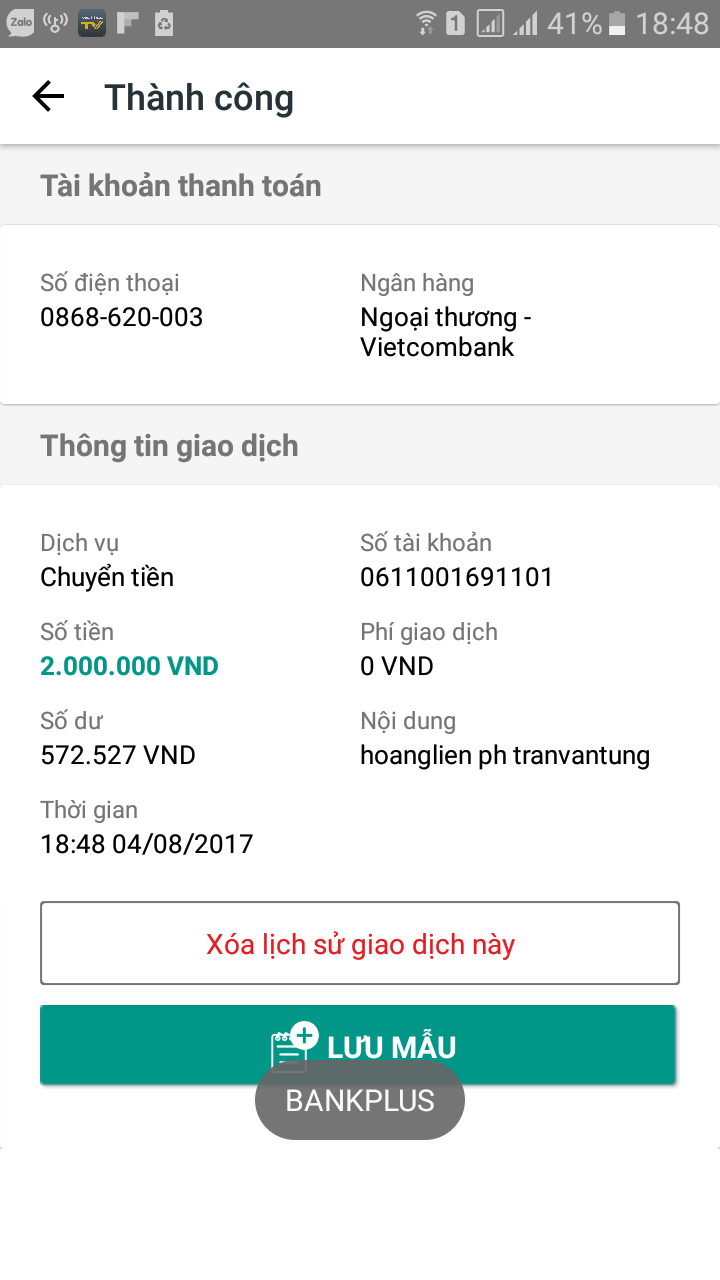 Zalo TV 1 41% 18:48
Thành công
Tài khoản thanh toán
Số điện thoại Ngân hàng
0868-620-003 Ngoại thương -
Vietcombank
Thông tin giao dịch
Dịch vụ Số tài khoản
Chuyển tiền 0611001691101
Số tiền Phí giao dịch
2.000.000 VND 0 VND
Số dư Nội dung
572.527 VND hoanglien ph tranvantung
Thời gian
18:48 04/08/2017
Xóa lịch sử giao dịch này
LƯU MẪU
BANKPLUS